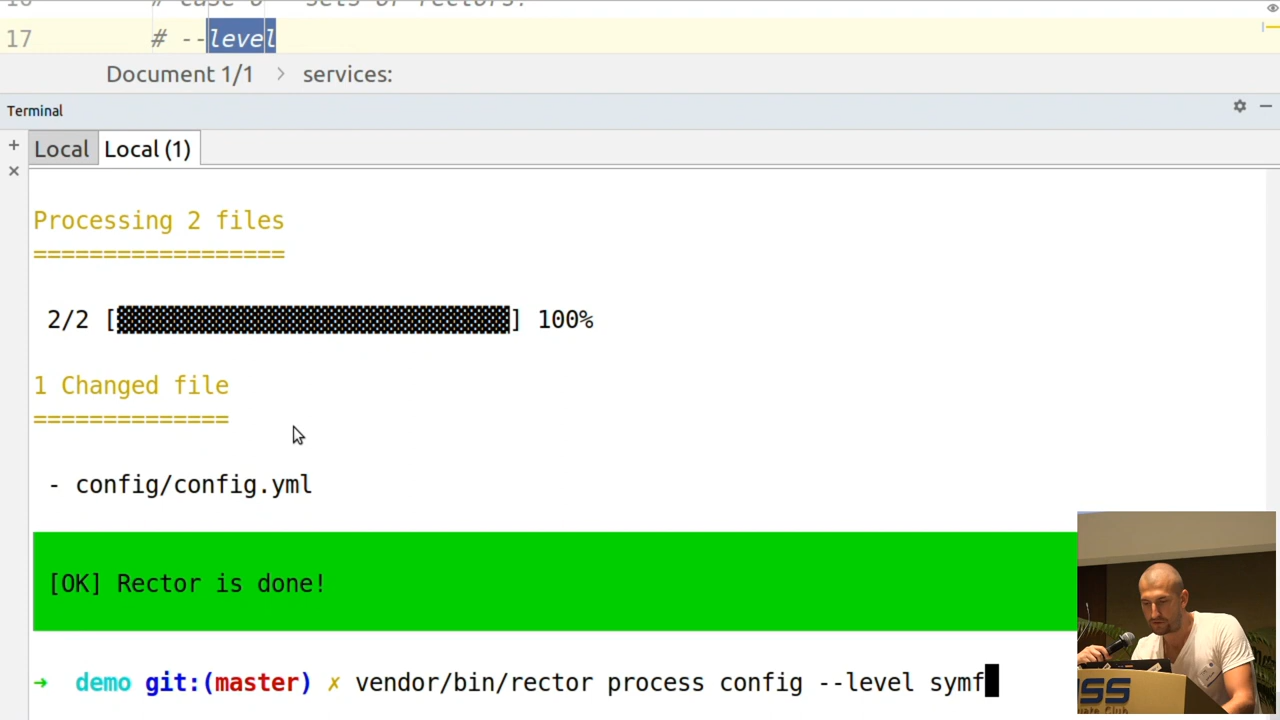 17 # --level
Document 1/1 > services:
Terminal
+ Local Local (1)
×
Processing 2 files
==================
2/2 [▓▓▓▓▓▓▓▓▓▓▓▓▓▓▓▓▓▓▓▓▓▓▓▓▓▓▓▓] 100%
1 Changed file
==============
- config/config.yml
[OK] Rector is done!
→ demo git:(master) ✗ vendor/bin/rector process config --level symf